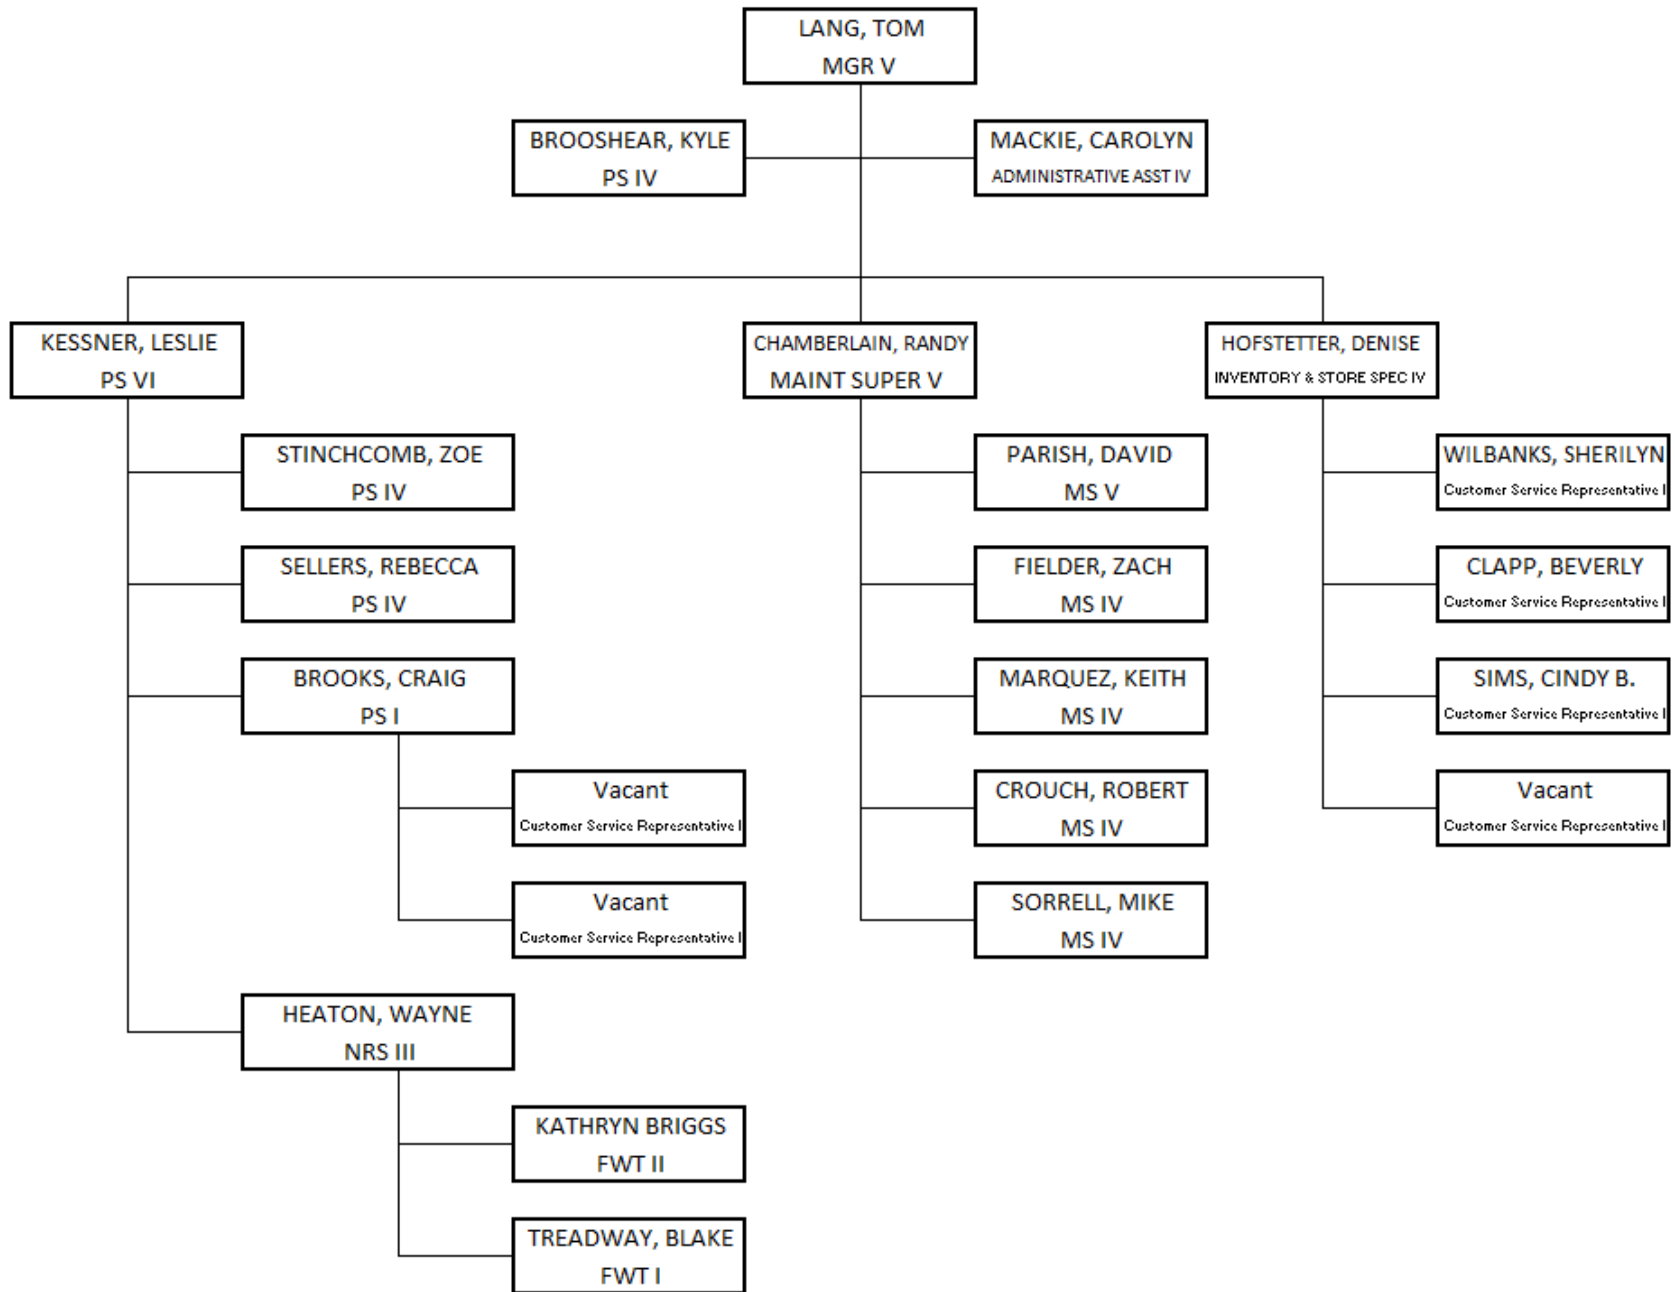 LANG, TOM
MGR V
BROOSHEAR, KYLE
PS IV
MACKIE, CAROLYN
ADMINISTRATIVE ASST IV
KESSNER, LESLIE
PS VI
CHAMBERLAIN, RANDY
MAINT SUPER V
HOFSTETTER, DENISE
INVENTORY & STORE SPEC IV
STINCHCOMB, ZOE
PS IV
PARISH, DAVID
MS V
WILBANKS, SHERILYN
Customer Service Representative I
SELLERS, REBECCA
PS IV
FIELDER, ZACH
MS IV
CLAPP, BEVERLY
Customer Service Representative I
BROOKS, CRAIG
PS I
MARQUEZ, KEITH
MS IV
SIMS, CINDY B.
Customer Service Representative I
Vacant
Customer Service Representative I
CROUCH, ROBERT
MS IV
Vacant
Customer Service Representative I
Vacant
Customer Service Representative I
SORRELL, MIKE
MS IV
HEATON, WAYNE
NRS III
KATHRYN BRIGGS
FWT II
TREADWAY, BLAKE
FWT I